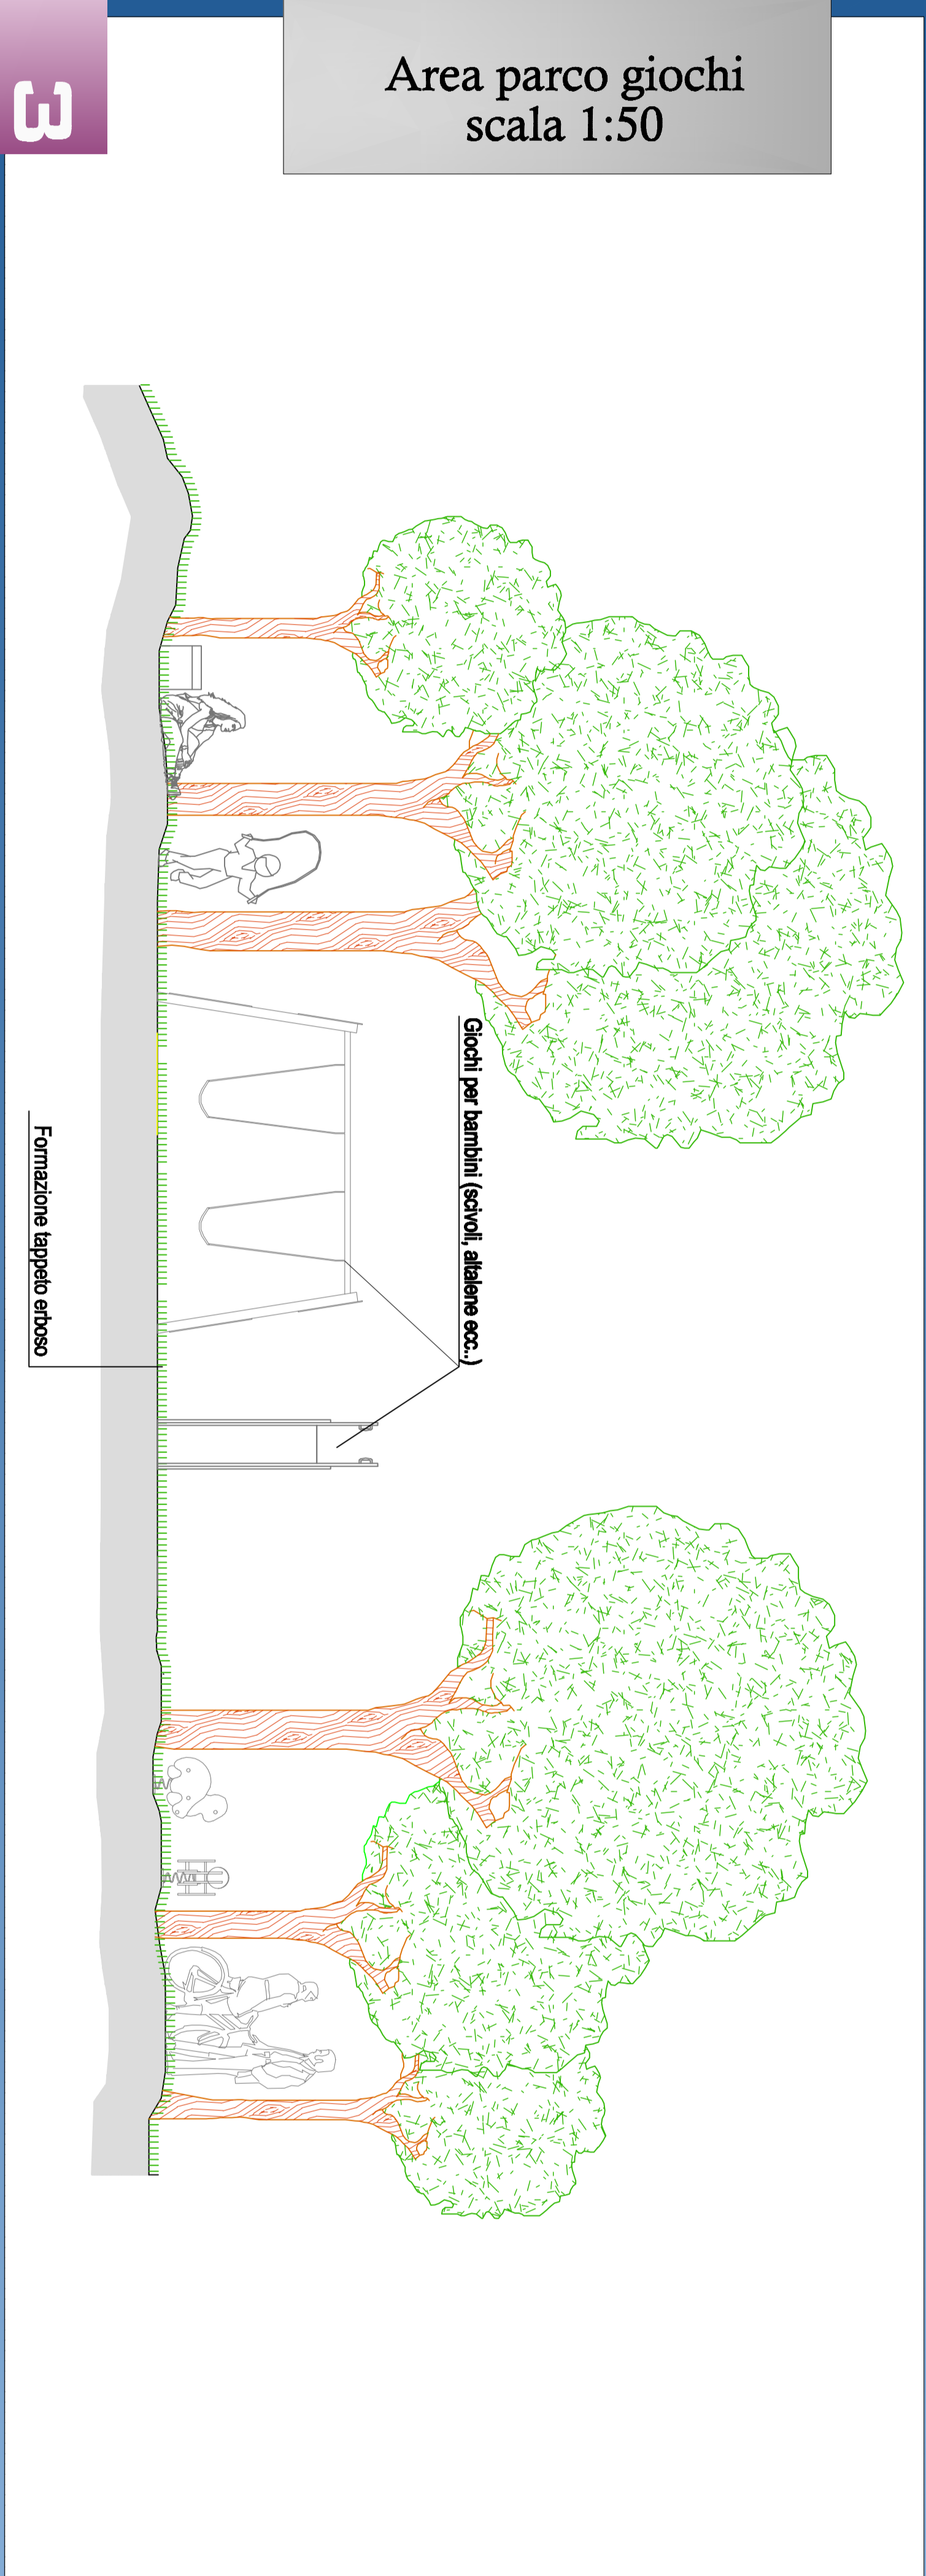 3
Area parco giochi
scala 1:50
Giochi per bambini (scivoli, altalene ecc..)
Formazione tappeto erboso